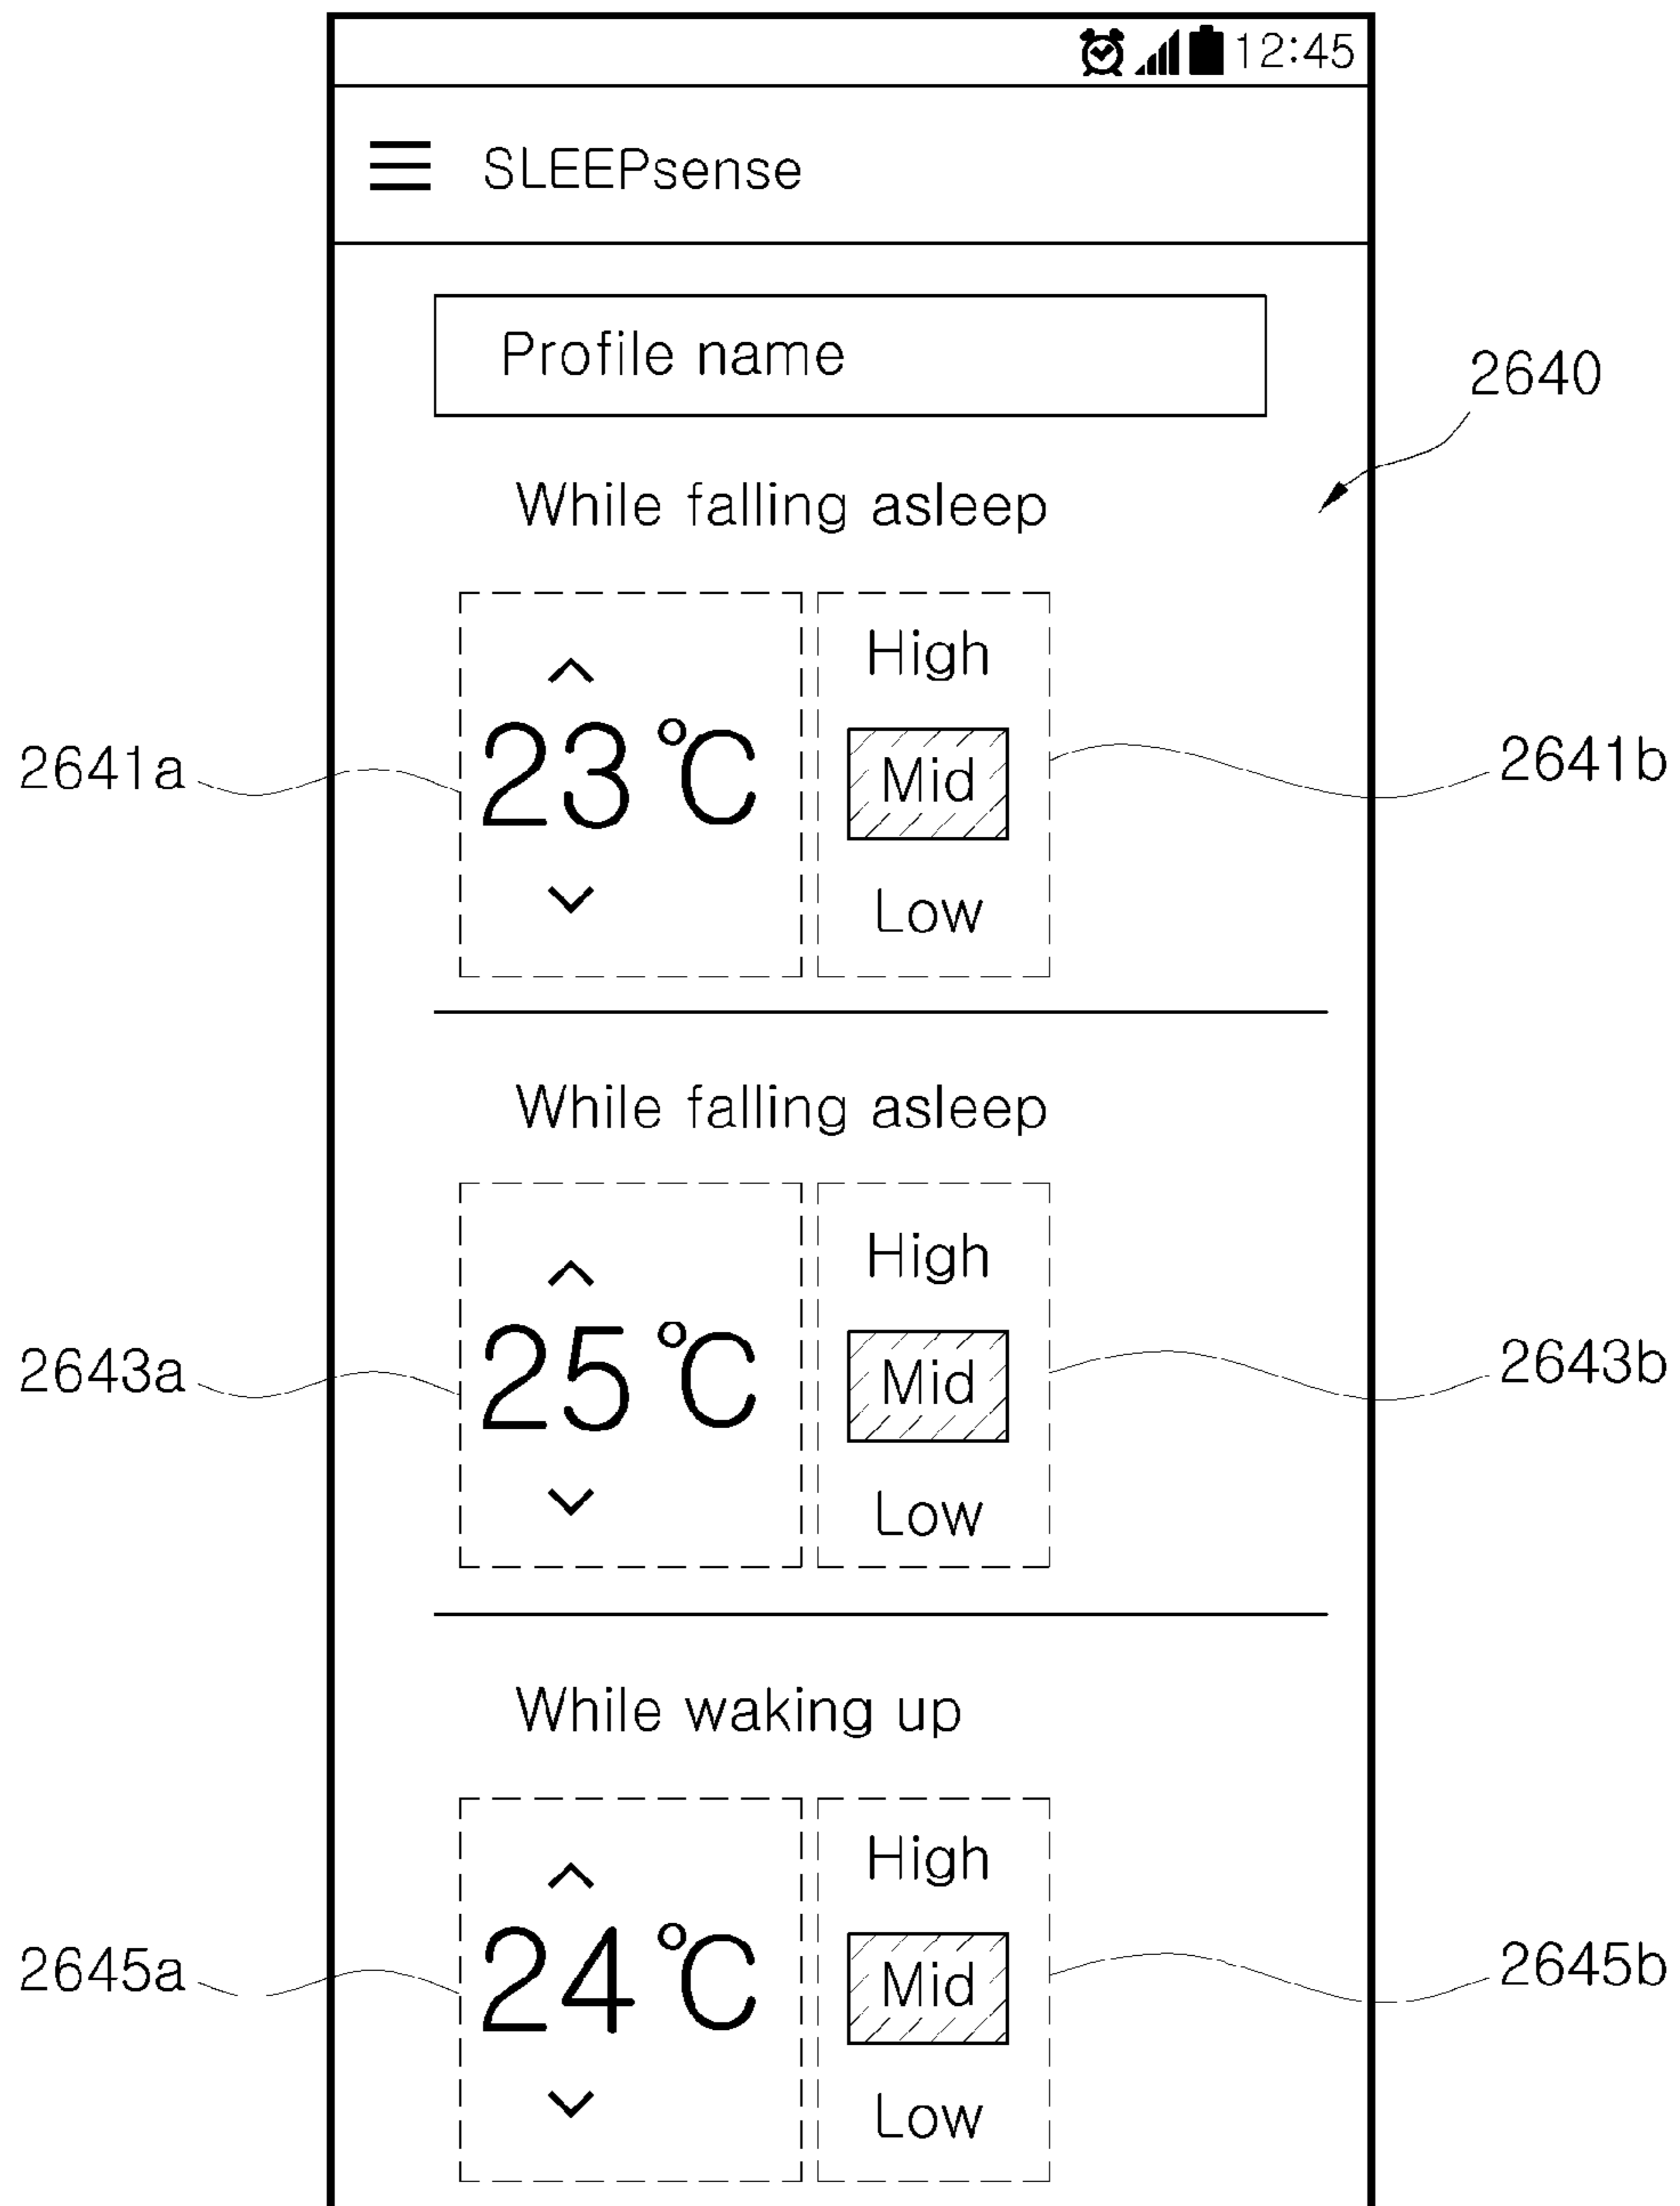 12:45
SLEEPsense
Profile name
2640
While falling asleep
High
2641a 23℃ Mid 2641b
Low
While falling asleep
High
2643a 25℃ Mid 2643b
Low
While waking up
High
2645a 24℃ Mid 2645b
Low